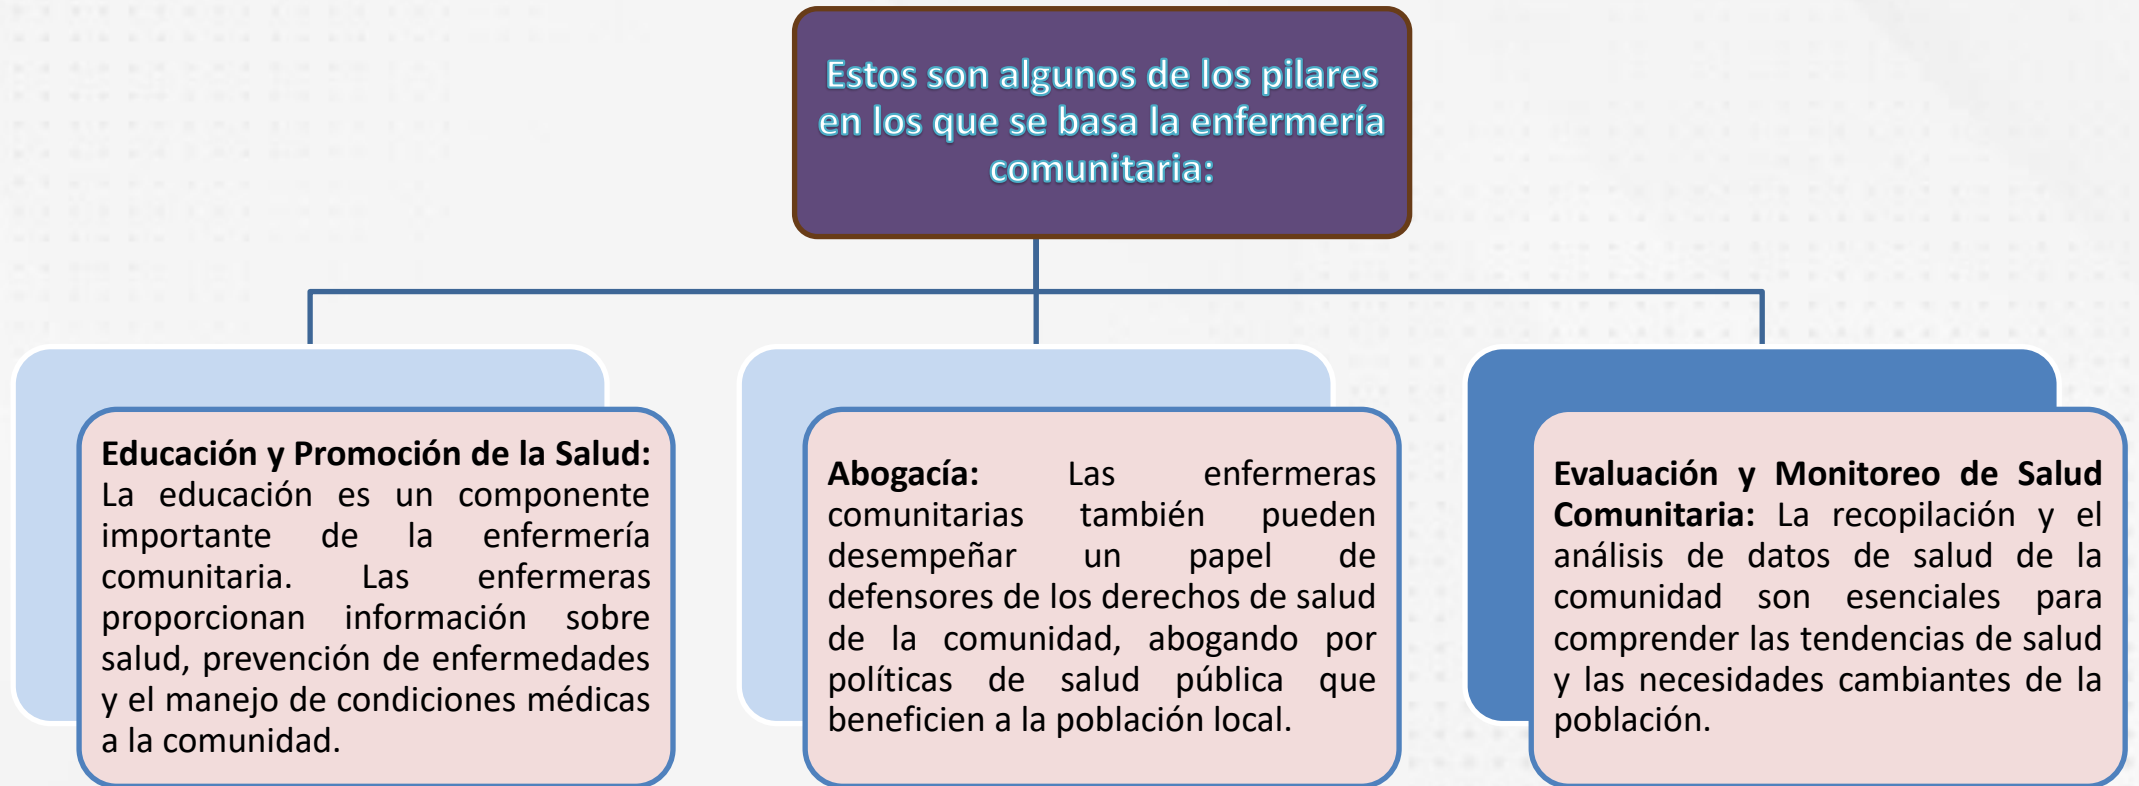 Estos son algunos de los pilares
en los que se basa la enfermería
comunitaria:
Educación y Promoción de la Salud:
La educación es un componente
importante de la enfermería
comunitaria. Las enfermeras
proporcionan información sobre
salud, prevención de enfermedades
y el manejo de condiciones médicas
a la comunidad.
Abogacía: Las enfermeras
comunitarias también pueden
desempeñar un papel de
defensores de los derechos de salud
de la comunidad, abogando por
políticas de salud pública que
beneficien a la población local.
Evaluación y Monitoreo de Salud
Comunitaria: La recopilación y el
análisis de datos de salud de la
comunidad son esenciales para
comprender las tendencias de salud
y las necesidades cambiantes de la
población.